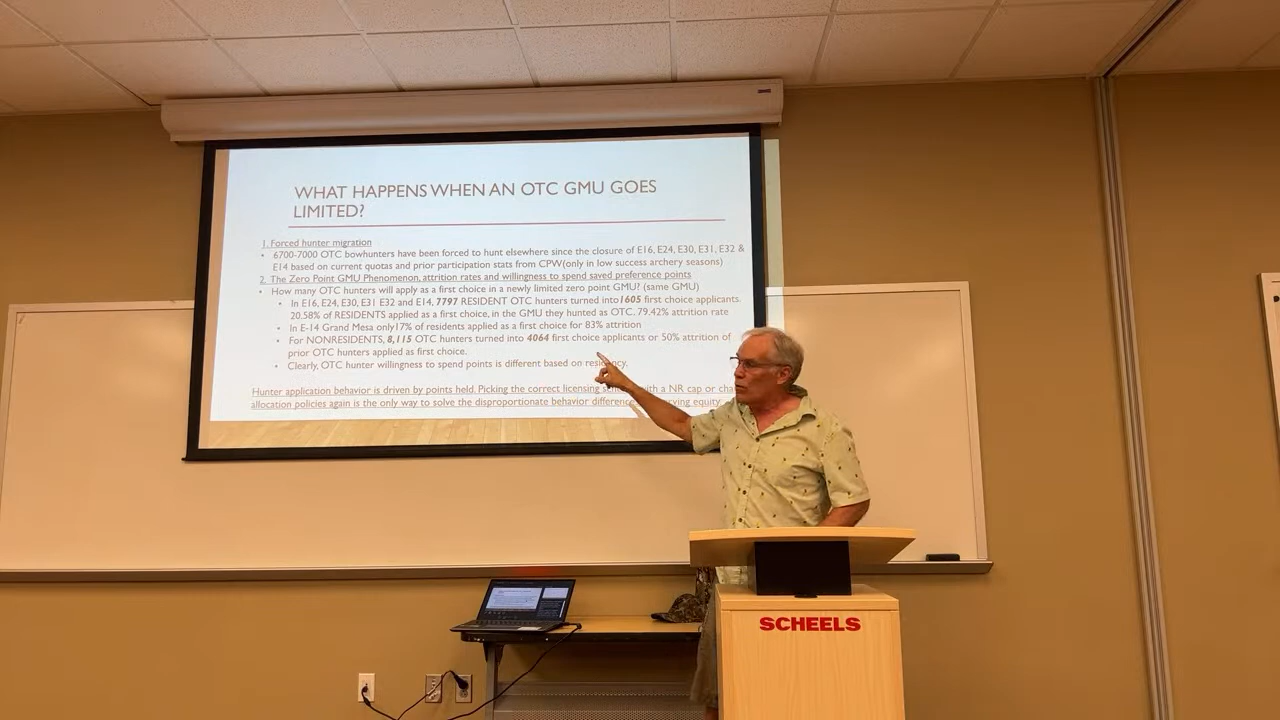 WHAT HAPPENS WHEN AN OTC GMU GOES
LIMITED?
1. Forced hunter migration
• 6700-7000 OTC bowhunters have been forced to hunt elsewhere since the closure of E16, E24, E30, E31, E32 &
E14 based on current quotas and prior participation stats from CPW(only in low success archery seasons)
2. The Zero Point GMU Phenomenon, attrition rates and willingness to spend saved preference points
• How many OTC hunters will apply as a first choice in a newly limited zero point GMU? (same GMU)
• In E16, E24, E30, E31 E32 and E14, 7797 RESIDENT OTC hunters turned into 1605 first choice applicants.
20.58% of RESIDENTS applied as a first choice, in the GMU they hunted as OTC. 79.42% attrition rate
• In E-14 Grand Mesa only 17% of residents applied as a first choice for 83% attrition
• For NONRESIDENTS, 8,115 OTC hunters turned into 4064 first choice applicants or 50% attrition of
prior OTC hunters applied as first choice.
• Clearly, OTC hunter willingness to spend points is different based on residency.
Hunter application behavior is driven by points held. Picking the correct licensing with a NR cap or
allocation policies again is the only way to solve the disproportionate behavior equity.
SCHEELS